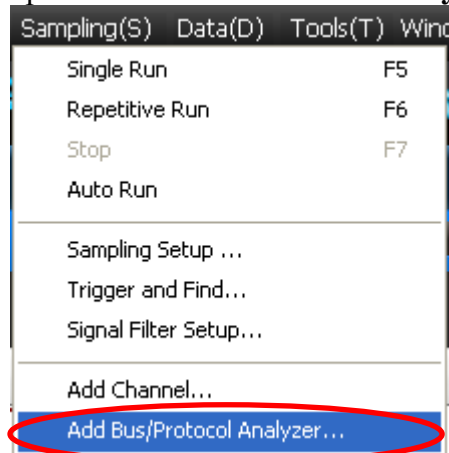 Sampling(S) Data(D) Tools(T) Wind
Single Run F5
Repetitive Run F6
Stop F7
Auto Run
Sampling Setup ...
Trigger and Find...
Signal Filter Setup...
Add Channel...
Add Bus/Protocol Analyzer...